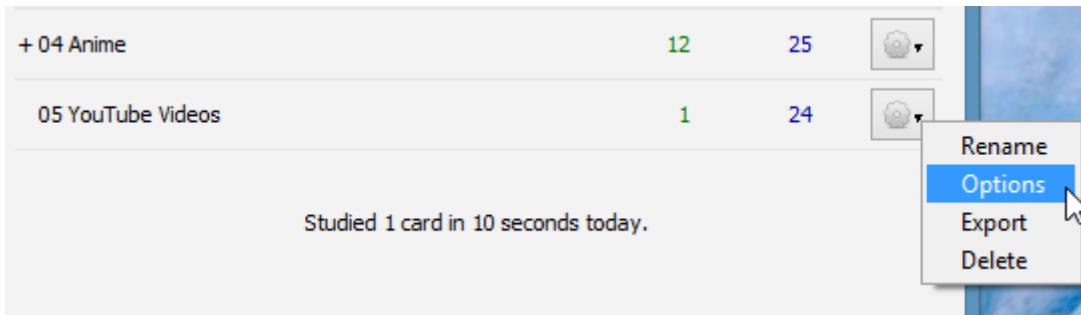 + 04 Anime 12 25
05 YouTube Videos 1 24
Rename
Options
Studied 1 card in 10 seconds today.
Export
Delete